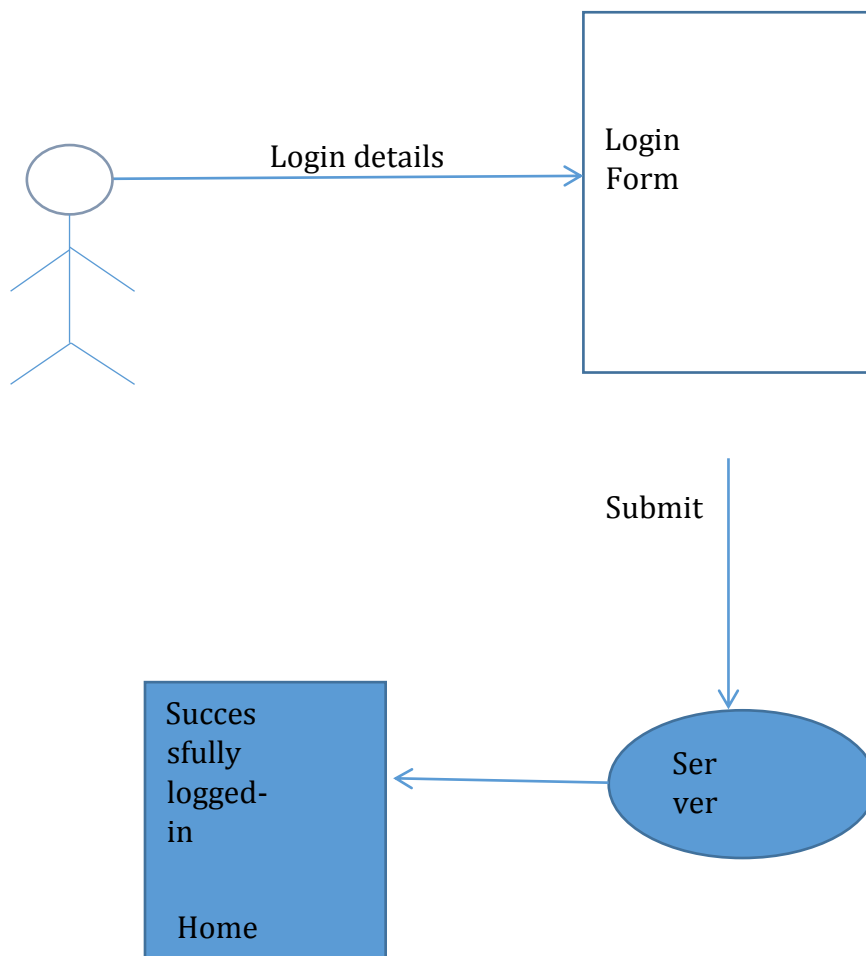 Login details
Login
Form
Submit
Succes
sfully
logged-
in
Home
Ser
ver